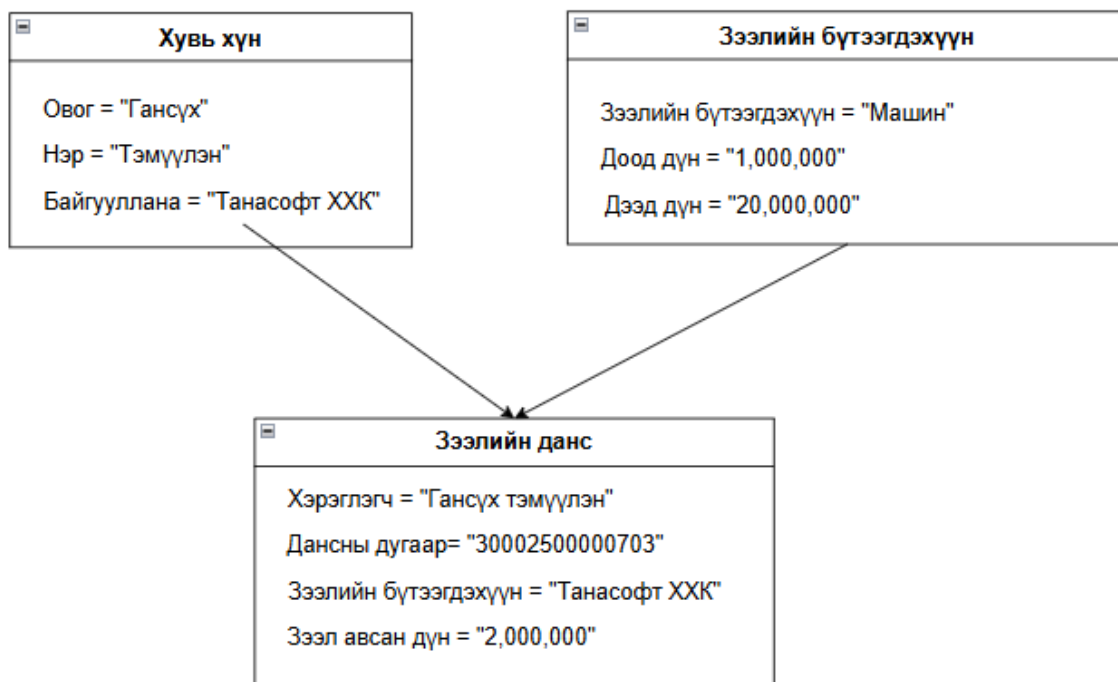 Хувь хүн
Овог = "Гансүх"
Нэр = "Тэмүүлэн"
Байгууллана = "Танасофт ХХК"
Зээлийн бүтээгдэхүүн
Зээлийн бүтээгдэхүүн = "Машин"
Доод дүн = "1,000,000"
Дээд дүн = "20,000,000"
Зээлийн данс
Хэрэглэгч = "Гансүх тэмүүлэн"
Дансны дугаар= "30002500000703"
Зээлийн бүтээгдэхүүн = "Танасофт ХХК"
Зээл авсан дүн = "2,000,000"